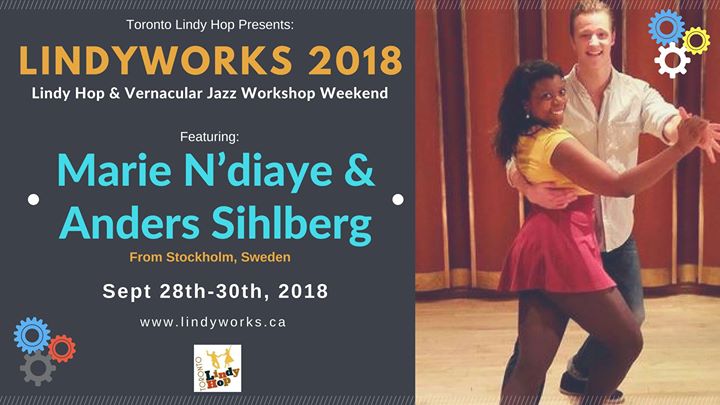 Toronto Lindy Hop Presents:
LINDYWORKS 2018
Lindy Hop & Vernacular Jazz Workshop Weekend
Featuring:
Marie N'diaye &
Anders Sihlberg
From Stockholm, Sweden
Sept 28th-30th, 2018
www.lindyworks.ca
TORONTO
Lindy
Hop